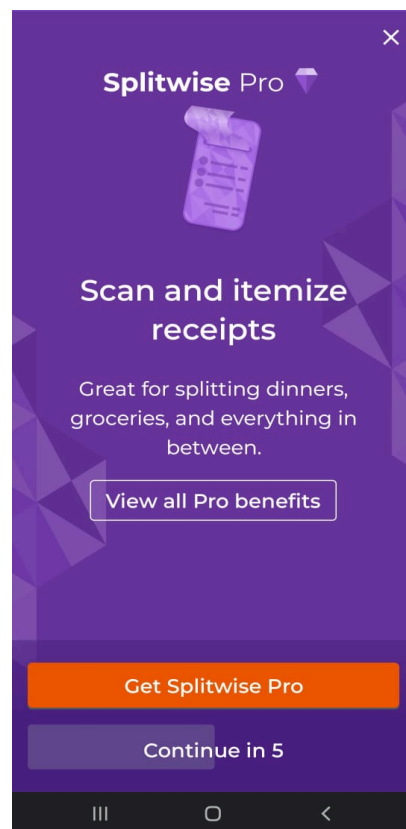 Splitwise Pro
Scan and itemize
receipts
Great for splitting dinners,
groceries, and everything in
between.
View all Pro benefits
Get Splitwise Pro
Continue in 5